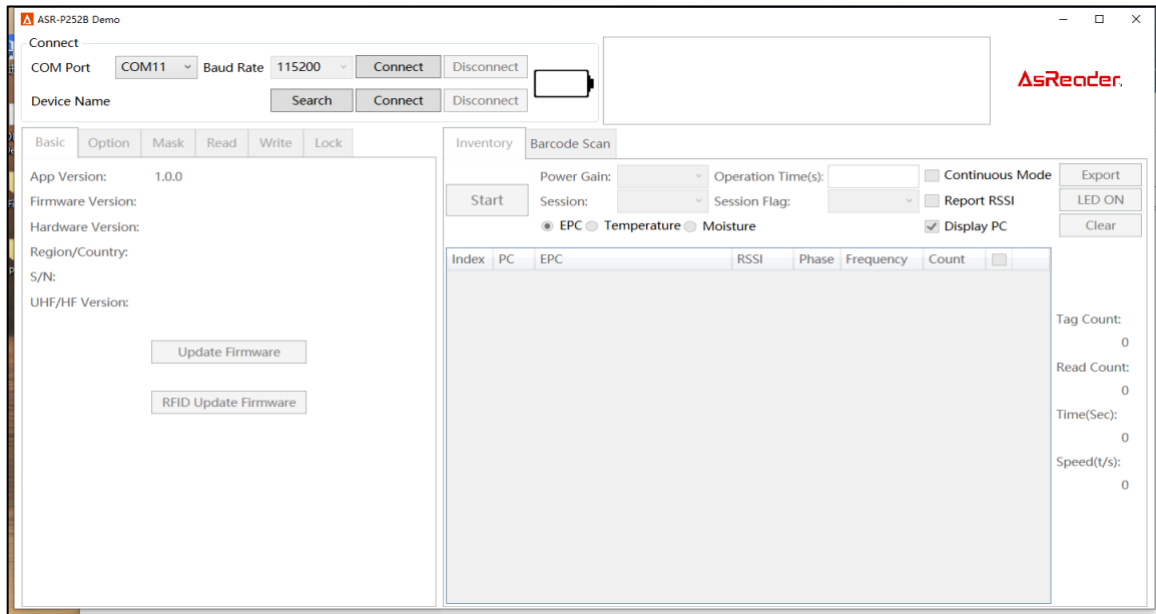 ASR-P252B Demo
Connect
COM Port COM11 Baud Rate 115200 Connect Disconnect
AsReader.
Device Name Search Connect Disconnect
Basic Option Mask Read Write Lock
Inventory Barcode Scan
App Version: 1.0.0
Firmware Version:
Hardware Version:
Region/Country:
S/N:
UHF/HF Version:
Update Firmware
RFID Update Firmware
Power Gain: Operation Time(s): Continuous Mode Export
Start Session: Session Flag: Report RSSI LED ON
EPC Temperature Moisture Display PC Clear
Index PC EPC RSSI Phase Frequency Count
Tag Count:
0
Read Count:
0
Time(Sec):
0
Speed(t/s):
0